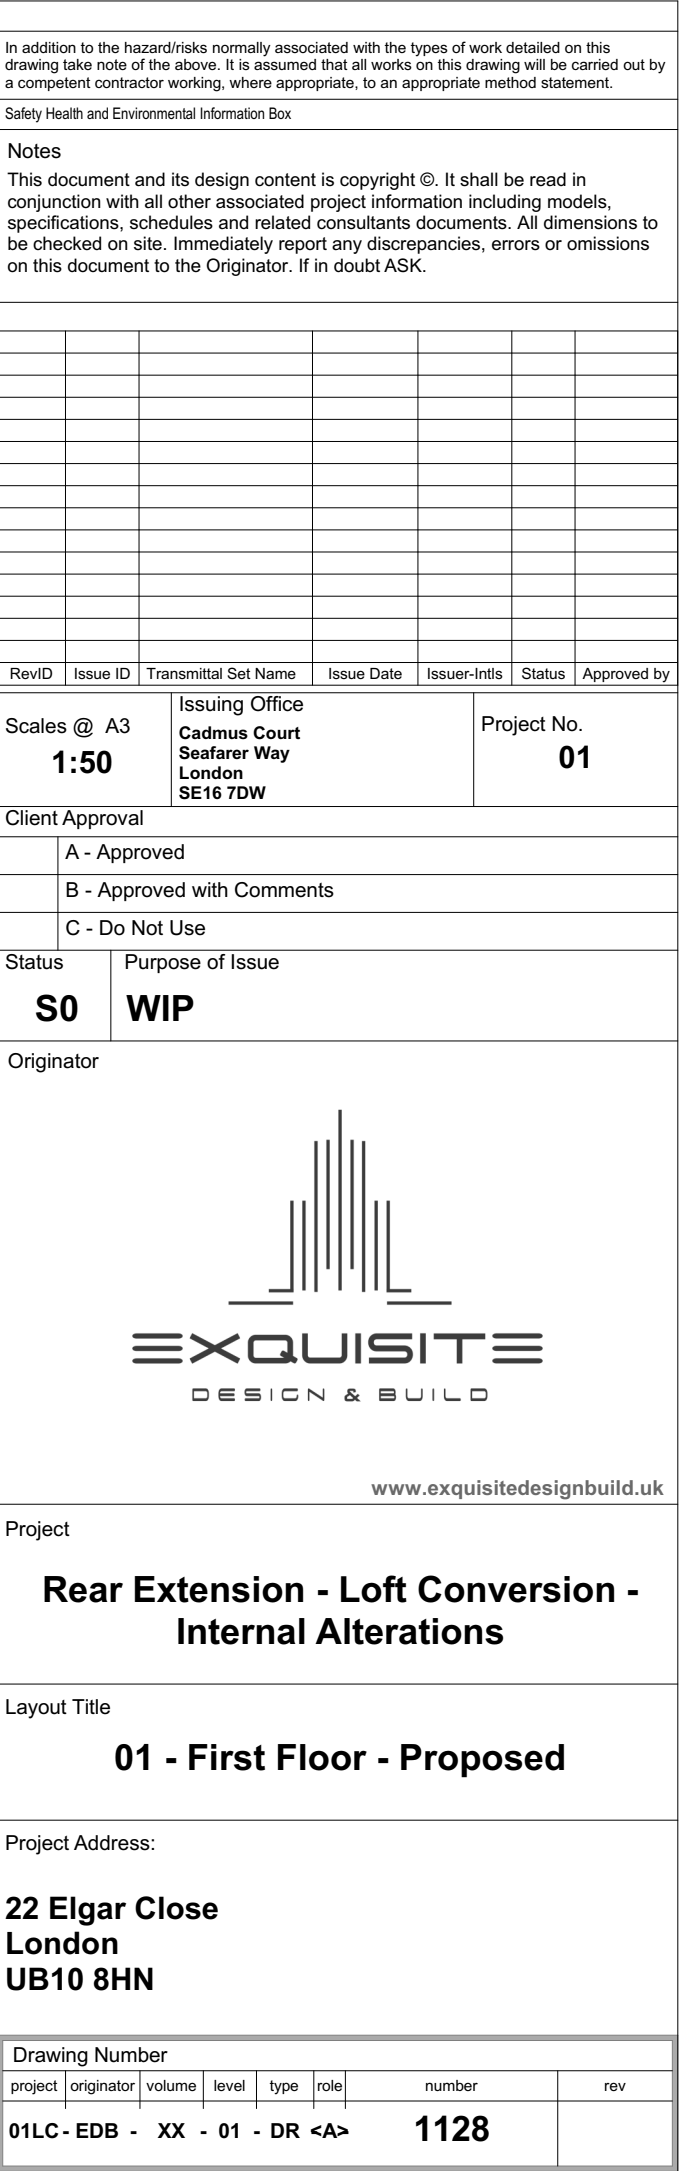 In addition to the hazard/risks normally associated with the types of work detailed on this
drawing take note of the above. It is assumed that all works on this drawing will be carried out by
a competent contractor working, where appropriate, to an appropriate method statement.
Safety Health and Environmental Information Box
Notes
This document and its design content is copyright ©. It shall be read in
conjunction with all other associated project information including models,
specifications, schedules and related consultants documents. All dimensions to
be checked on site. Immediately report any discrepancies, errors or omissions
on this document to the Originator. If in doubt ASK.
RevID Issue ID Transmittal Set Name Issue Date Issuer-Intls Status Approved by
Scales @ A3
1:50
Issuing Office
Cadmus Court
Seafarer Way
London
SE16 7DW
Project No.
01
Client Approval
A - Approved
B - Approved with Comments
C - Do Not Use
Status
S0
Purpose of Issue
WIP
Originator
EXQUISITE
DESIGN & BUILD
www.exquisitedesignbuild.uk
Project
Rear Extension - Loft Conversion -
Internal Alterations
Layout Title
01 - First Floor - Proposed
Project Address:
22 Elgar Close
London
UB10 8HN
Drawing Number
project originator volume level type role number rev
01LC - EDB - XX - 01 - DR <A> 1128